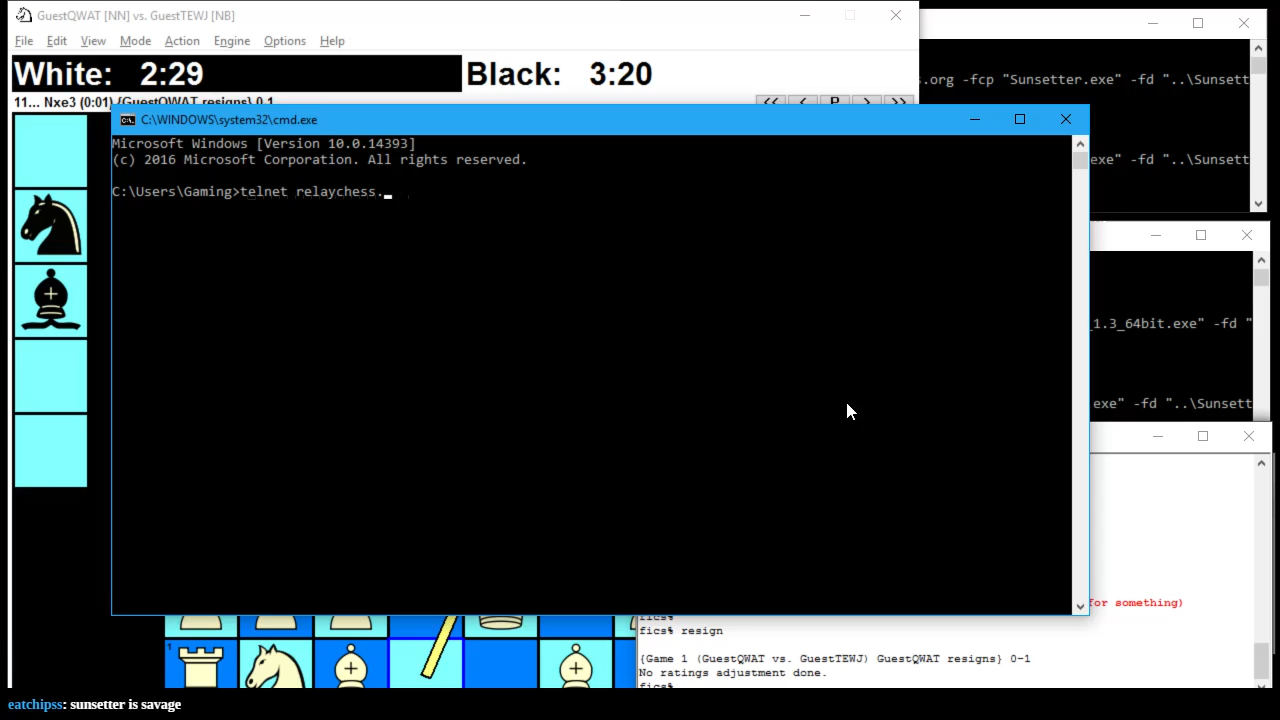 GuestQWAT [NN] vs. GuestTEWJ [NB]
File Edit View Mode Action Engine Options Help
White: 2:29 Black: 3:20
11... Nxe3 (0:01) {GuestQWAT resigns} 0-1
<< < P > >>
C:\WINDOWS\system32\cmd.exe
Microsoft Windows [Version 10.0.14393]
(c) 2016 Microsoft Corporation. All rights reserved.
C:\Users\Gaming>telnet relaychess.
.org -fcp "Sunsetter.exe" -fd "..\Sunsett
exe" -fd "..\Sunsett
_1.3_64bit.exe" -fd "
exe" -fd "..\Sunsett
for something)
fics%
fics% resign
{Game 1 (GuestQWAT vs. GuestTEWJ) GuestQWAT resigns} 0-1
No ratings adjustment done.
fics%
1
eatchipss: sunsetter is savage